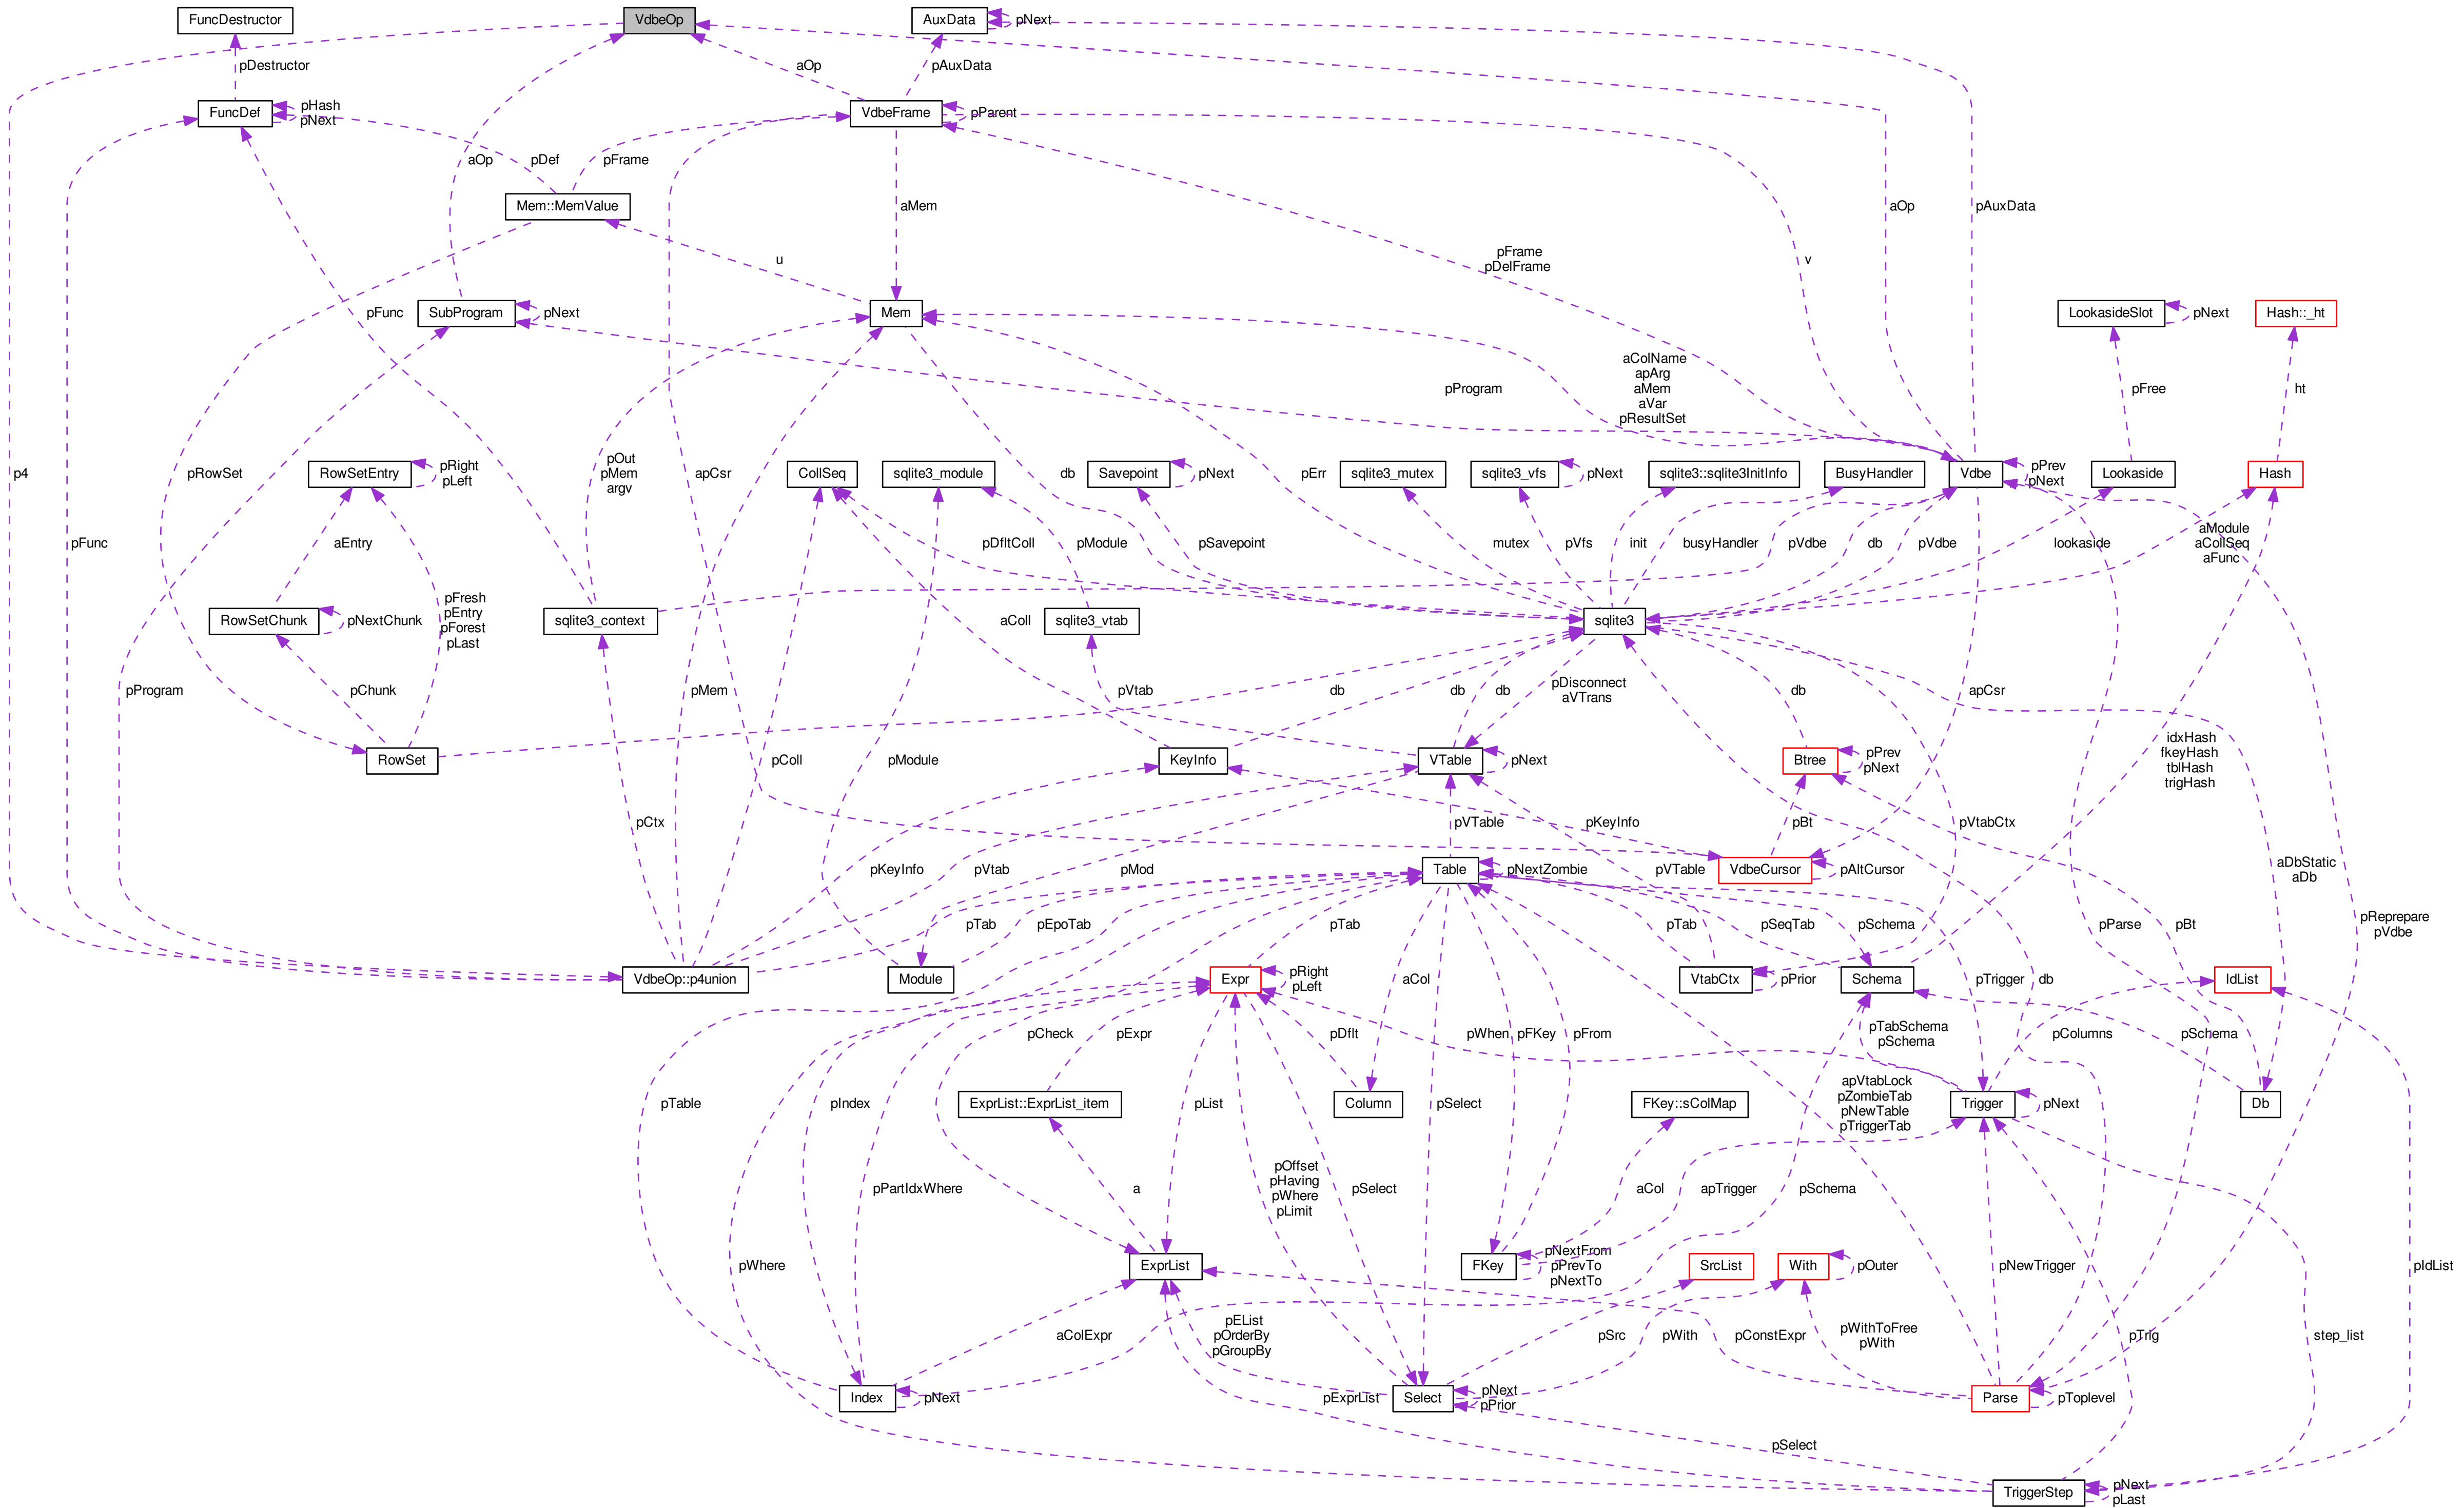 FuncDestructor
VdbeOp
AuxData
pNext
pDestructor
aOp
pAuxData
FuncDef
pHash
pNext
VdbeFrame
pParent
aOp
pDef
pFrame
Mem::MemValue
aMem
aOp
pAuxData
u
pFrame
pDelFrame
v
pFunc
SubProgram
pNext
Mem
LookasideSlot
pNext
Hash::_ht
pProgram
aColName
apArg
aMem
aVar
pResultSet
pFree
ht
p4
pRowSet
RowSetEntry
pRight
pLeft
pOut
pMem
argv
apCsr
CollSeq
sqlite3_module
db
Savepoint
pNext
pErr
sqlite3_mutex
sqlite3_vfs
pNext
sqlite3::sqlite3InitInfo
BusyHandler
Vdbe
pPrev
pNext
Lookaside
Hash
pFunc
aEntry
pDfltColl
pModule
pSavepoint
mutex
pVfs
init
busyHandler
pVdbe
db
pVdbe
lookaside
aModule
aCollSeq
aFunc
RowSetChunk
pNextChunk
pFresh
pEntry
pForest
pLast
sqlite3_context
aColl
sqlite3_vtab
sqlite3
pProgram
pChunk
pMem
pVtab
db
db
db
pDisconnect
aVTrans
db
apCsr
RowSet
pColl
pModule
KeyInfo
VTable
pNext
Btree
pPrev
pNext
idxHash
fkeyHash
tblHash
trigHash
pCtx
pKeyInfo
pVtab
pMod
pVTable
pKeyInfo
pBt
pVtabCtx
Table
pNextZombie
pVTable
VdbeCursor
pAltCursor
aDbStatic
aDb
pTab
pEpoTab
pTab
pTab
pSeqTab
pSchema
pParse
pBt
pReprepare
pVdbe
VdbeOp::p4union
Module
Expr
pRight
pLeft
aCol
VtabCtx
pPrior
Schema
pTrigger
db
IdList
pCheck
pExpr
pDflt
pWhen
pFKey
pFrom
pTabSchema
pSchema
pColumns
pSchema
pTable
pIndex
ExprList::ExprList_item
pList
Column
pSelect
FKey::sColMap
apVtabLock
pZombieTab
pNewTable
pTriggerTab
Trigger
pNext
Db
pPartIdxWhere
a
pOffset
pHaving
pWhere
pLimit
pSelect
aCol
apTrigger
pSchema
pWhere
ExprList
FKey
pNextFrom
pPrevTo
pNextTo
SrcList
With
pOuter
pNewTrigger
pIdList
aColExpr
pEList
pOrderBy
pGroupBy
pSrc
pWith
pConstExpr
pWithToFree
pWith
pTrig
step_list
Index
pNext
pExprList
Select
pNext
pPrior
Parse
pToplevel
pSelect
TriggerStep
pNext
pLast